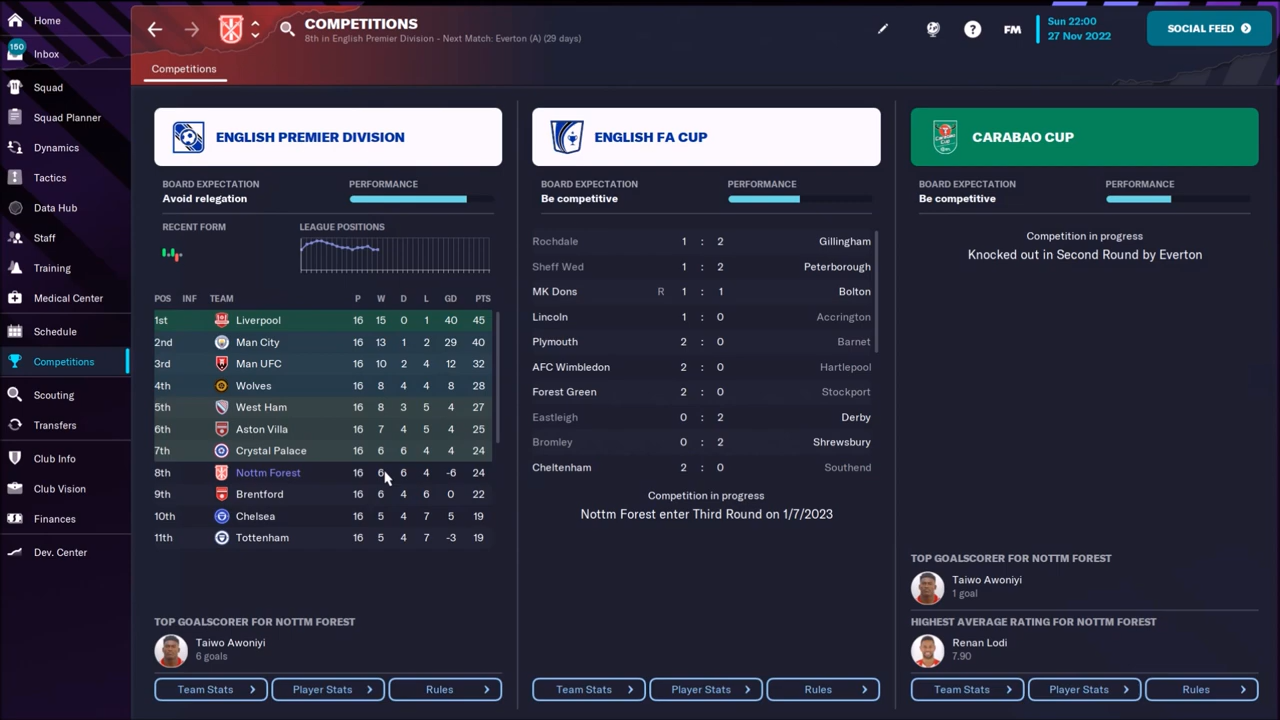 Home
150
Inbox
Squad
Squad Planner
Dynamics
Tactics
Data Hub
Staff
Training
Medical Center
Schedule
Competitions
Scouting
Transfers
Club Info
Club Vision
Finances
Dev. Center
COMPETITIONS
8th in English Premier Division - Next Match: Everton (A) (29 days)
FM
Sun 22:00
27 Nov 2022
SOCIAL FEED
Competitions
ENGLISH PREMIER DIVISION
BOARD EXPECTATION PERFORMANCE
Avoid relegation
RECENT FORM LEAGUE POSITIONS
POS INF TEAM P W D L GD PTS
1st Liverpool 16 15 0 1 40 45
2nd Man City 16 13 1 2 29 40
3rd Man UFC 16 10 2 4 12 32
4th Wolves 16 8 4 4 8 28
5th West Ham 16 8 3 5 4 27
6th Aston Villa 16 7 4 5 4 25
7th Crystal Palace 16 6 6 4 4 24
8th Nottm Forest 16 6 6 4 -6 24
9th Brentford 16 6 4 6 0 22
10th Chelsea 16 5 4 7 5 19
11th Tottenham 16 5 4 7 -3 19
TOP GOALSCORER FOR NOTTM FOREST
Taiwo Awoniyi
6 goals
Team Stats Player Stats Rules
ENGLISH FA CUP
BOARD EXPECTATION PERFORMANCE
Be competitive
Rochdale 1 : 2 Gillingham
Sheff Wed 1 : 2 Peterborough
MK Dons R 1 : 1 Bolton
Lincoln 1 : 0 Accrington
Plymouth 2 : 0 Barnet
AFC Wimbledon 2 : 0 Hartlepool
Forest Green 2 : 0 Stockport
Eastleigh 0 : 2 Derby
Bromley 0 : 2 Shrewsbury
Cheltenham 2 : 0 Southend
Competition in progress
Nottm Forest enter Third Round on 1/7/2023
Team Stats Player Stats Rules
CARABAO CUP
BOARD EXPECTATION PERFORMANCE
Be competitive
Competition in progress
Knocked out in Second Round by Everton
TOP GOALSCORER FOR NOTTM FOREST
Taiwo Awoniyi
1 goal
HIGHEST AVERAGE RATING FOR NOTTM FOREST
Renan Lodi
7.90
Team Stats Player Stats Rules